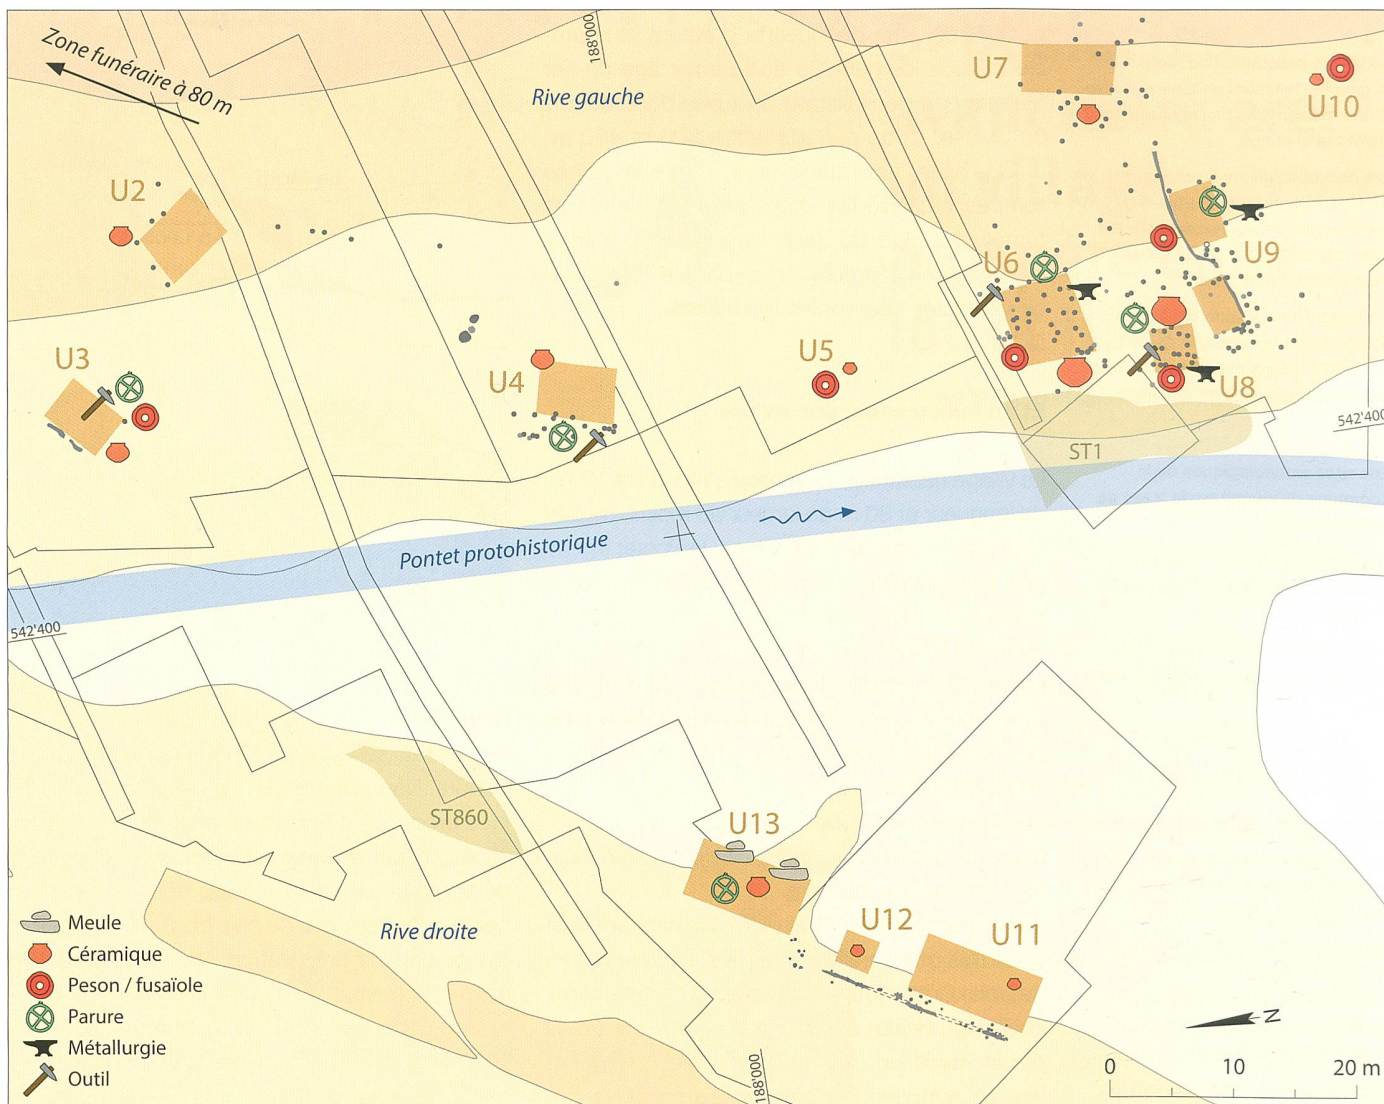 Zone funéraire à 80 m
188'000
Rive gauche
U7
U10
U2
U9
U6
U3
U5
U4
U8
542'400
ST1
Pontet protohistorique
542'400
ST860
U13
Rive droite
U12
U11
Meule
Céramique
Peson / fusaïole
Parure
Métallurgie
Outil
188'000
N
0 10 20 m